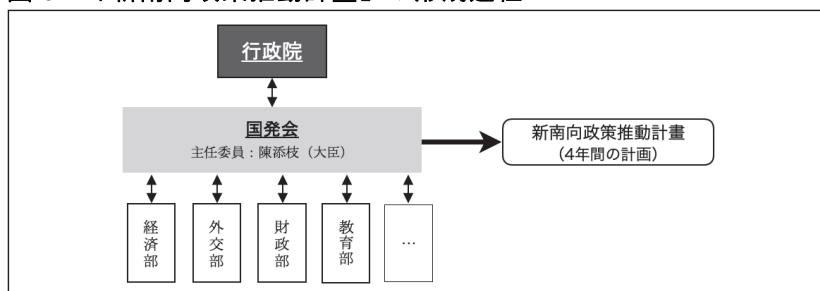 行政院
国発会
主任委員：陳添枝（大臣）
新南向政策推動計畫
（4年間の計画）
経済部
外交部
財政部
教育部
…